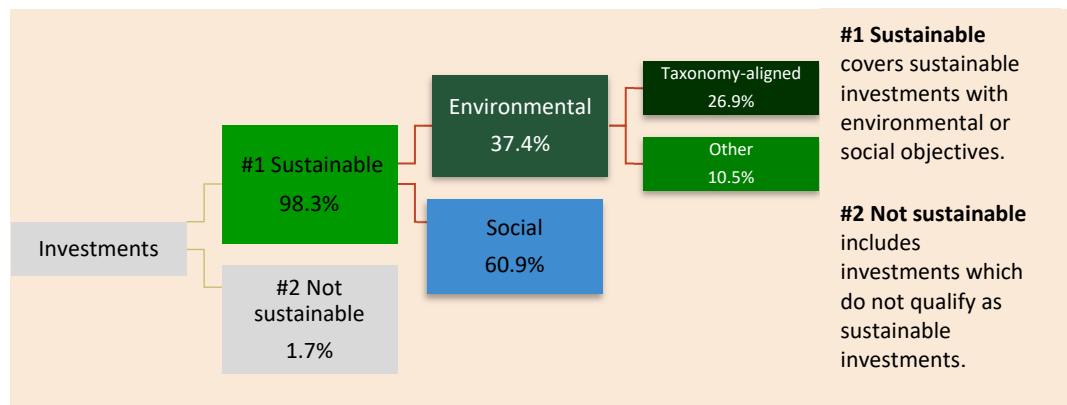 Investments
#1 Sustainable
98.3%
#2 Not
sustainable
1.7%
Environmental
37.4%
Social
60.9%
Taxonomy-aligned
26.9%
Other
10.5%
#1 Sustainable
covers sustainable
investments with
environmental or
social objectives.
#2 Not sustainable
includes
investments which
do not qualify as
sustainable
investments.